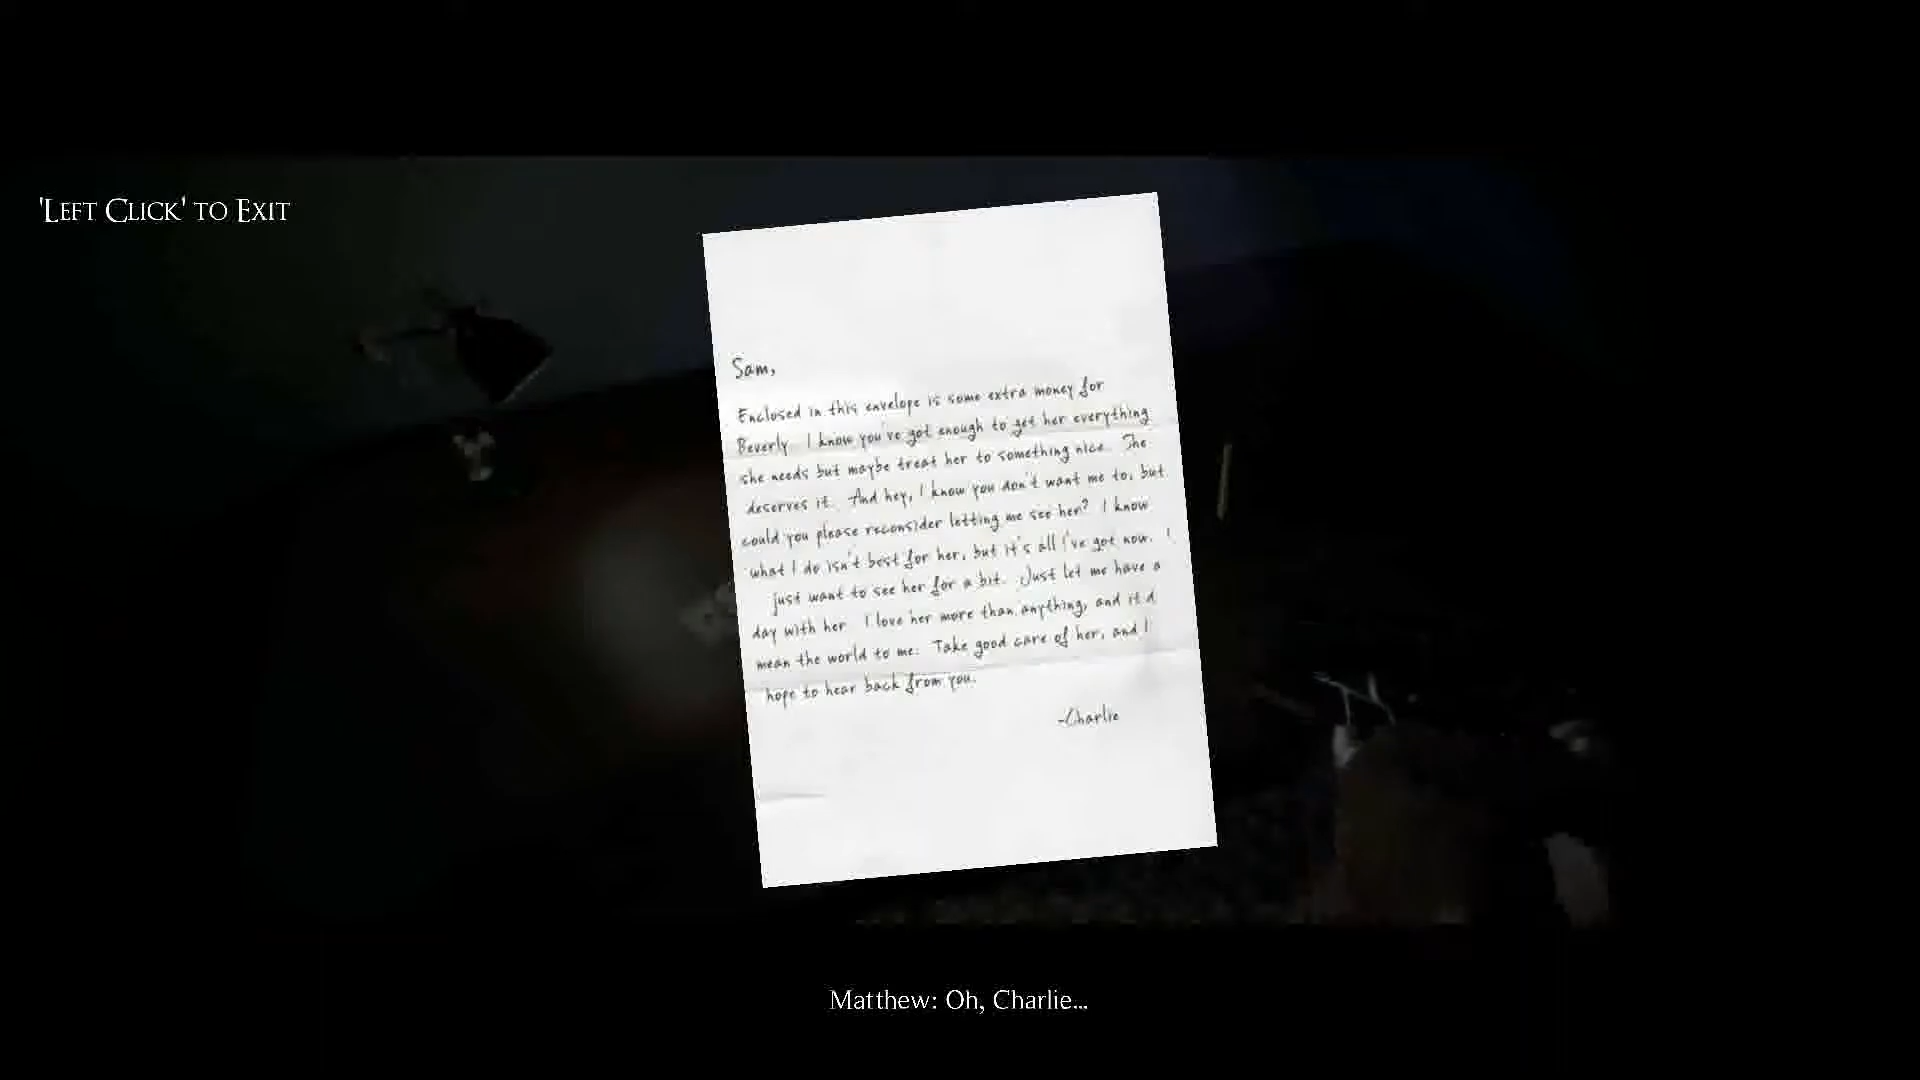 'LEFT CLICK' TO EXIT
Sam,
Enclosed in this envelope is some extra money for
Beverly. I know you've got enough to get her everything
she needs but maybe treat her to something nice. She
deserves it. And hey, I know you don't want me to, but
could you please reconsider letting me see her? I know
what I do isn't best for her, but it's all I've got now. I
just want to see her for a bit. Just let me have a
day with her. I love her more than anything, and it'd
mean the world to me. Take good care of her, and I
hope to hear back from you.
-Charlie
Matthew: Oh, Charlie...